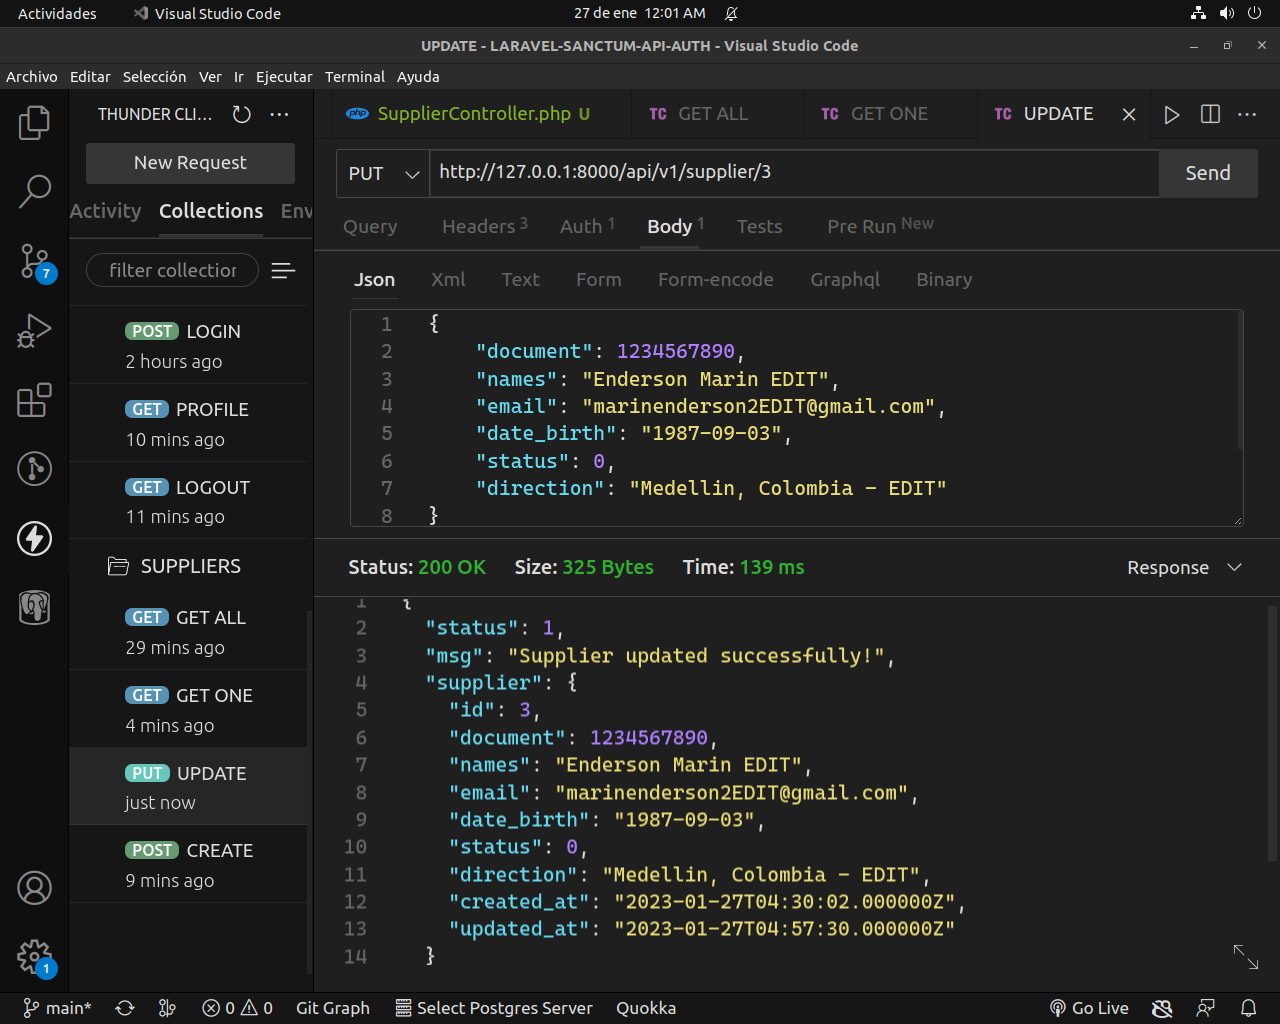 Actividades Visual Studio Code 27 de ene 12:01 AM
UPDATE - LARAVEL-SANCTUM-API-AUTH - Visual Studio Code
Archivo Editar Selección Ver Ir Ejecutar Terminal Ayuda
THUNDER CLI...
New Request
Activity Collections Env
filter collection
POST LOGIN
2 hours ago
GET PROFILE
10 mins ago
GET LOGOUT
11 mins ago
SUPPLIERS
GET GET ALL
29 mins ago
GET GET ONE
4 mins ago
PUT UPDATE
just now
POST CREATE
9 mins ago
7
1
php SupplierController.php U TC GET ALL TC GET ONE TC UPDATE
PUT http://127.0.0.1:8000/api/v1/supplier/3 Send
Query Headers 3 Auth 1 Body 1 Tests Pre Run New
Json Xml Text Form Form-encode Graphql Binary
1 {
2 "document": 1234567890,
3 "names": "Enderson Marin EDIT",
4 "email": "marinenderson2EDIT@gmail.com",
5 "date_birth": "1987-09-03",
6 "status": 0,
7 "direction": "Medellin, Colombia - EDIT"
8 }
Status: 200 OK Size: 325 Bytes Time: 139 ms Response
1 {
2 "status": 1,
3 "msg": "Supplier updated successfully!",
4 "supplier": {
5 "id": 3,
6 "document": 1234567890,
7 "names": "Enderson Marin EDIT",
8 "email": "marinenderson2EDIT@gmail.com",
9 "date_birth": "1987-09-03",
10 "status": 0,
11 "direction": "Medellin, Colombia - EDIT",
12 "created_at": "2023-01-27T04:30:02.000000Z",
13 "updated_at": "2023-01-27T04:57:30.000000Z"
14 }
main* 0 0 Git Graph Select Postgres Server Quokka Go Live